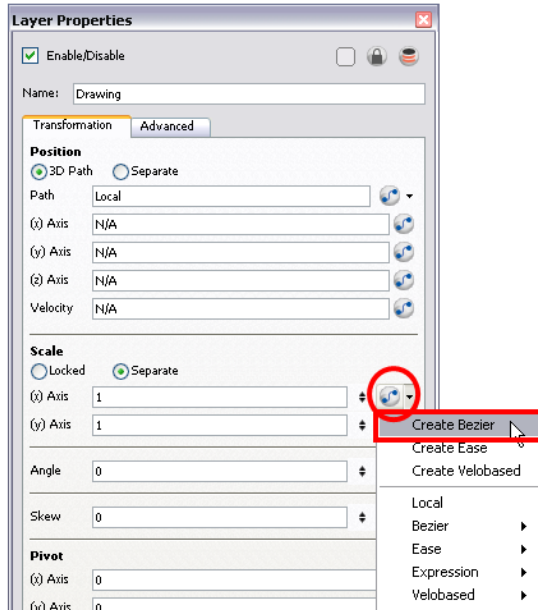 Layer Properties
Enable/Disable
Name: Drawing
Transformation Advanced
Position
3D Path Separate
Path Local
(x) Axis N/A
(y) Axis N/A
(z) Axis N/A
Velocity N/A
Scale
Locked Separate
(x) Axis 1
(y) Axis 1
Create Bezier
Create Ease
Create Velobased
Angle 0
Local
Skew 0
Bezier
Ease
Pivot
Expression
(x) Axis 0
Velobased
(y) Axis 0